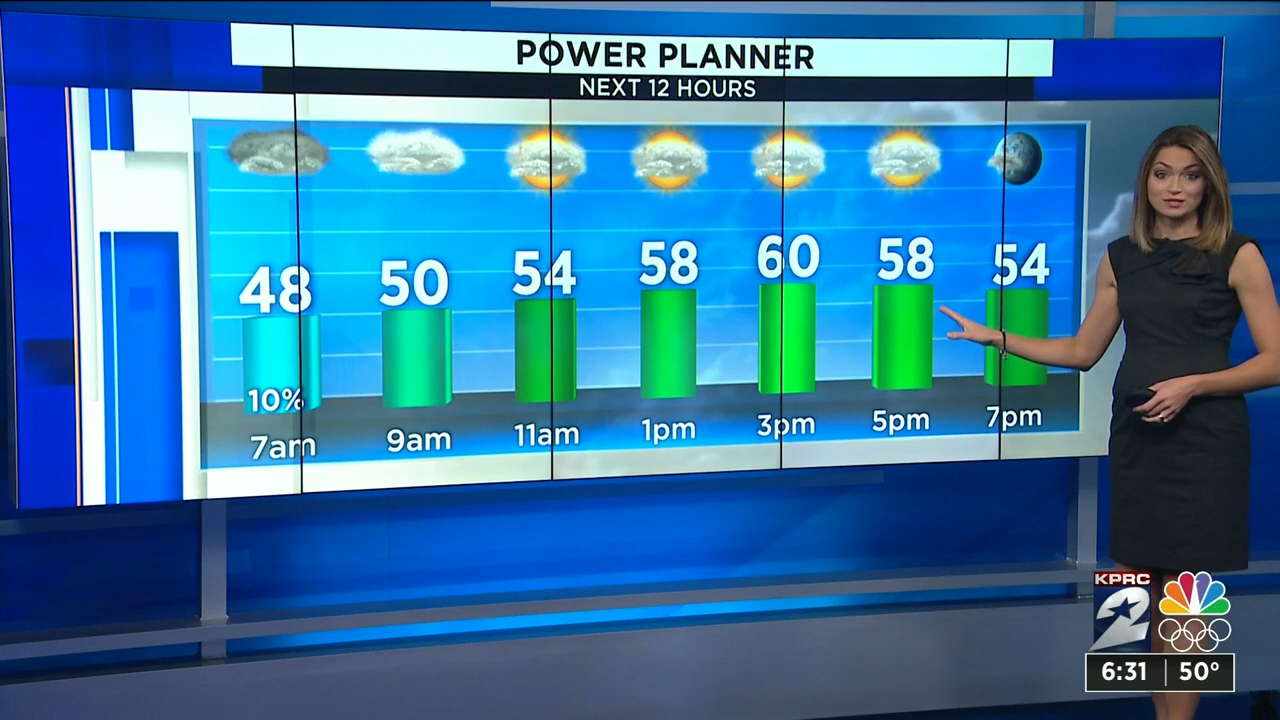 POWER PLANNER
NEXT 12 HOURS
48 50 54 58 60 58 54
10%
7am 9am 11am 1pm 3pm 5pm 7pm
KPRC
2
6:31 50°